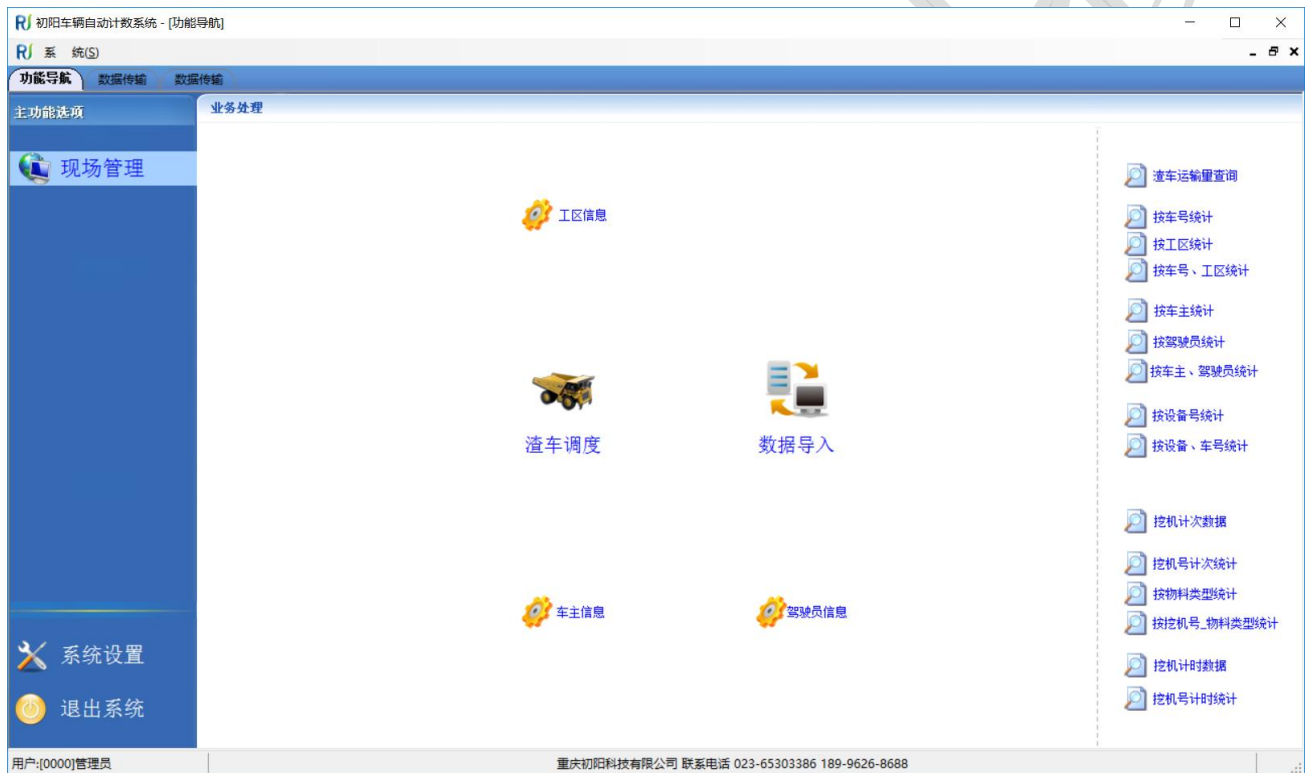 初阳车辆自动计数系统 - [功能导航]
系 统(S)
功能导航 数据传输 数据传输
主功能选项
业务处理
现场管理
工区信息
渣车调度
数据导入
车主信息
驾驶员信息
渣车运输量查询
按车号统计
按工区统计
按车号、工区统计
按车主统计
按驾驶员统计
按车主、驾驶员统计
按设备号统计
按设备、车号统计
挖机计次数据
挖机号计次统计
按物料类型统计
按挖机号_物料类型统计
挖机计时数据
挖机号计时统计
系统设置
退出系统
用户:[0000]管理员
重庆初阳科技有限公司 联系电话 023-65303386 189-9626-8688